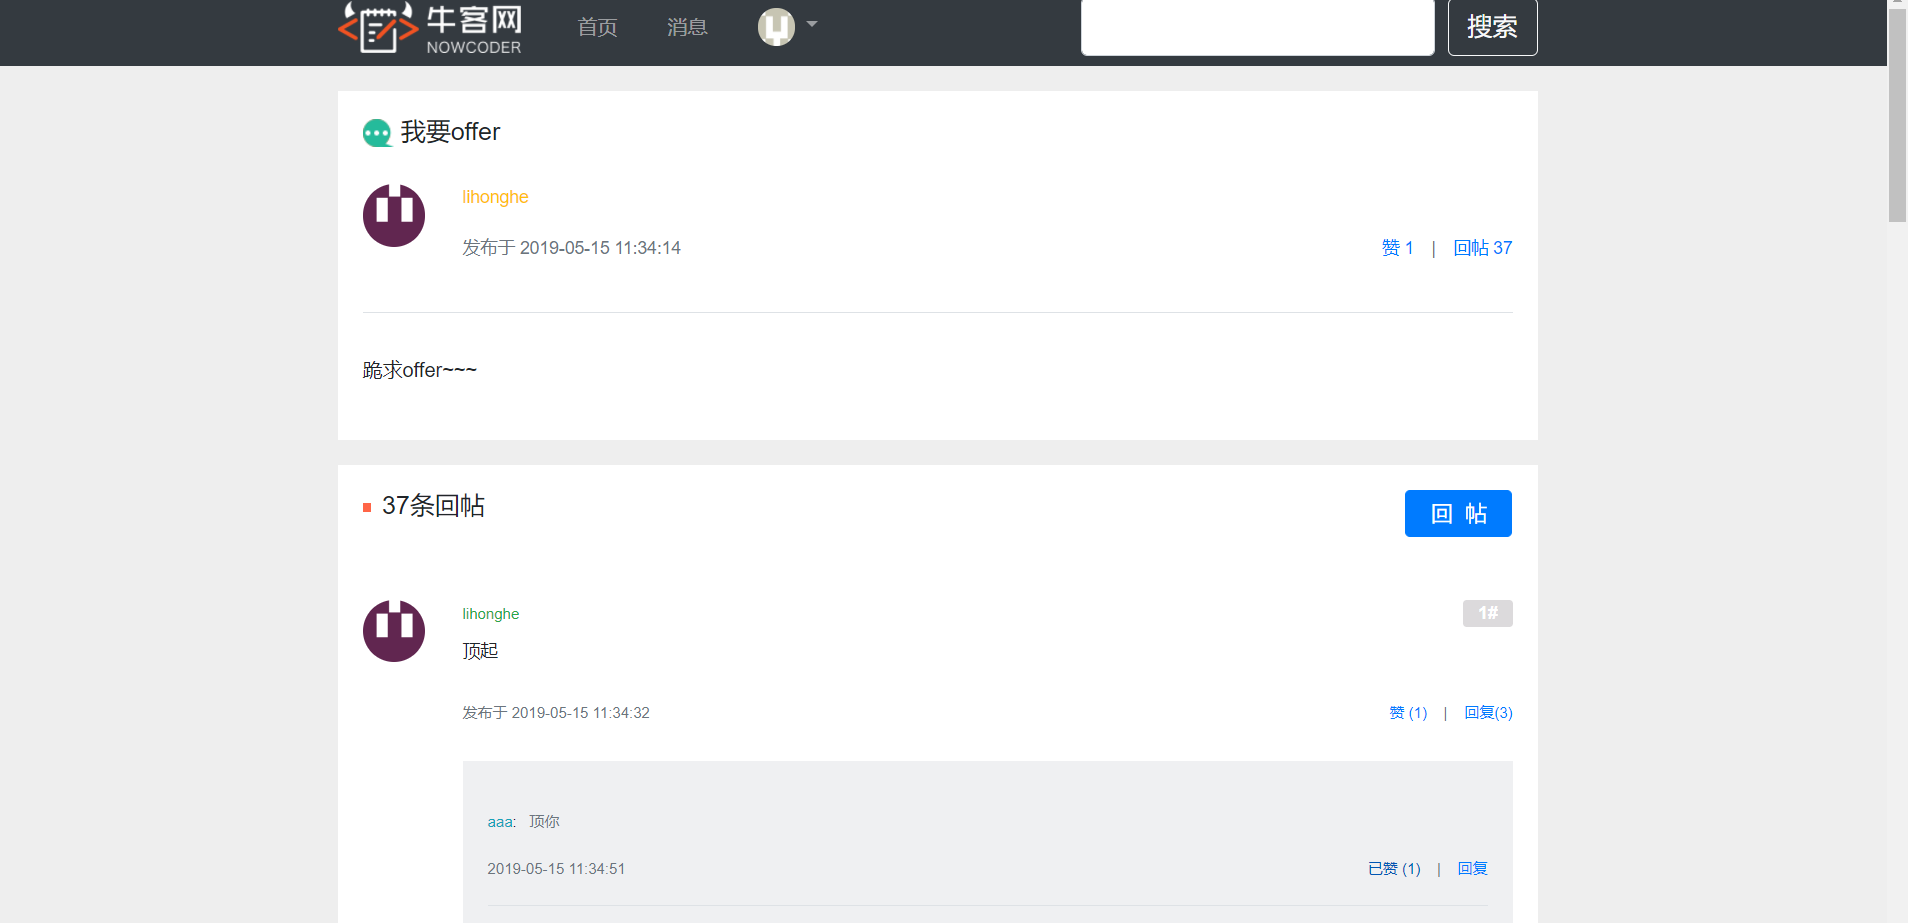 牛客网
NOWCODER
首页 消息 搜索
我要offer
lihonghe
发布于 2019-05-15 11:34:14 赞 1 | 回帖 37
跪求offer~~~
37条回帖 回 帖
lihonghe 1#
顶起
发布于 2019-05-15 11:34:32 赞 (1) | 回复(3)
aaa: 顶你
2019-05-15 11:34:51 已赞 (1) | 回复